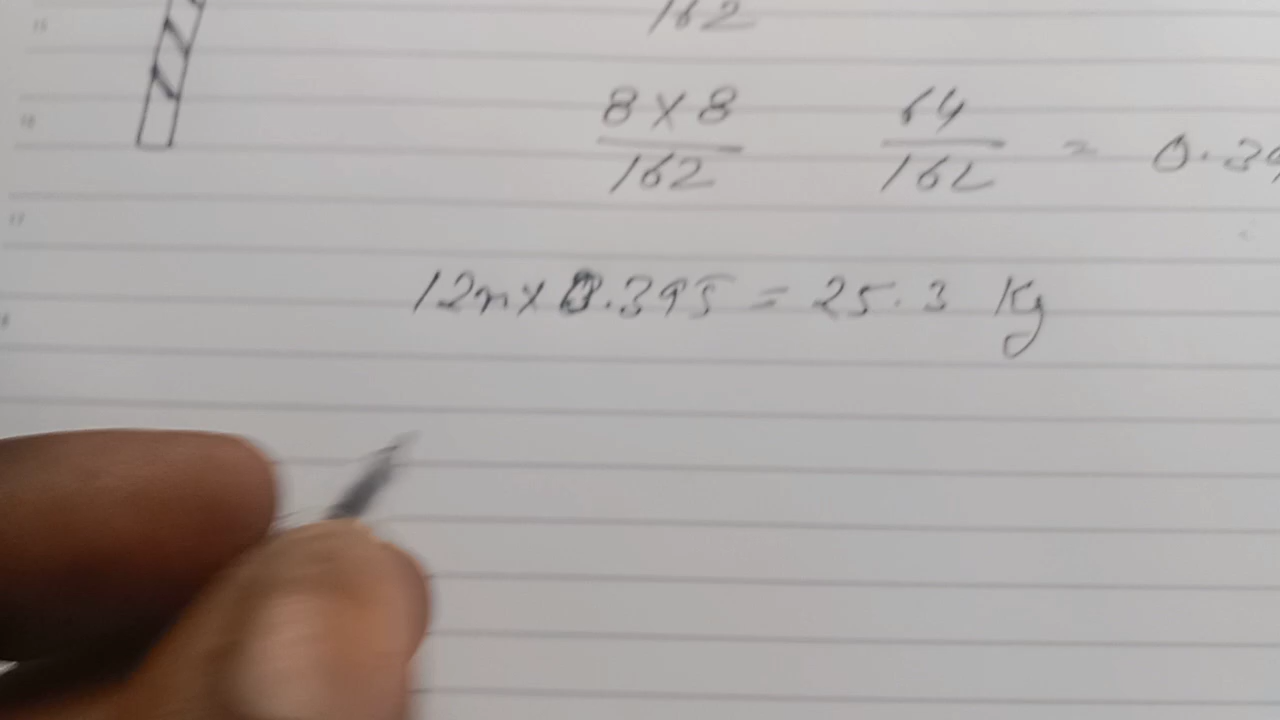 162
8 X 8 64
162 162 = 0.39
12m x 0.395 = 25.3 Kg